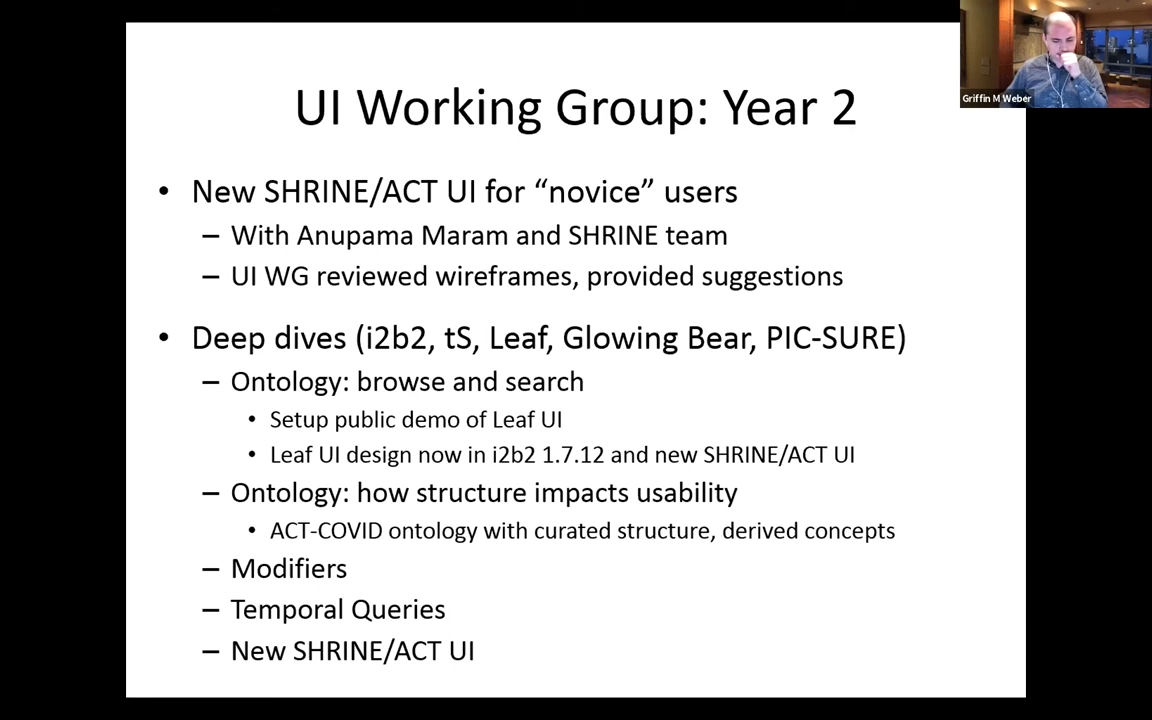 UI Working Group: Year 2
• New SHRINE/ACT UI for “novice” users
– With Anupama Maram and SHRINE team
– UI WG reviewed wireframes, provided suggestions
• Deep dives (i2b2, tS, Leaf, Glowing Bear, PIC-SURE)
– Ontology: browse and search
• Setup public demo of Leaf UI
• Leaf UI design now in i2b2 1.7.12 and new SHRINE/ACT UI
– Ontology: how structure impacts usability
• ACT-COVID ontology with curated structure, derived concepts
– Modifiers
– Temporal Queries
– New SHRINE/ACT UI
Griffin M Weber